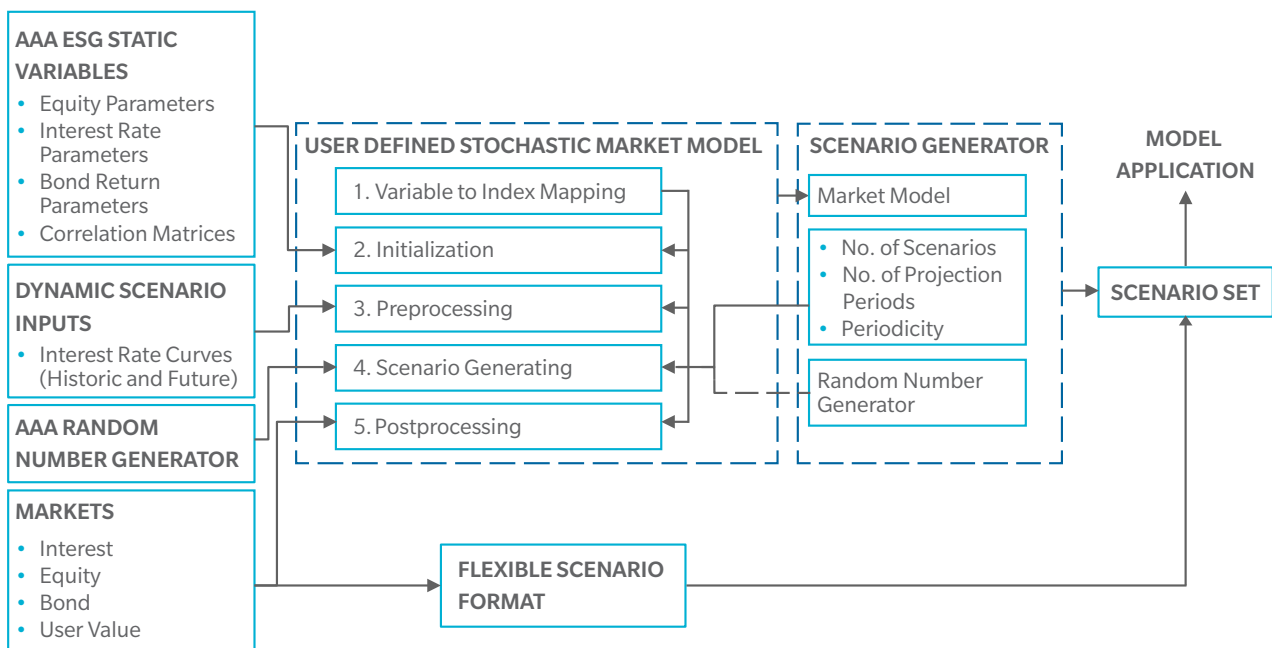 AAA ESG STATIC
VARIABLES
• Equity Parameters
• Interest Rate
Parameters
• Bond Return
Parameters
• Correlation Matrices
DYNAMIC SCENARIO
INPUTS
• Interest Rate Curves
(Historic and Future)
AAA RANDOM
NUMBER GENERATOR
MARKETS
• Interest
• Equity
• Bond
• User Value
USER DEFINED STOCHASTIC MARKET MODEL
1. Variable to Index Mapping
2. Initialization
3. Preprocessing
4. Scenario Generating
5. Postprocessing
FLEXIBLE SCENARIO
FORMAT
SCENARIO GENERATOR
Market Model
• No. of Scenarios
• No. of Projection
Periods
• Periodicity
Random Number
Generator
MODEL
APPLICATION
SCENARIO SET